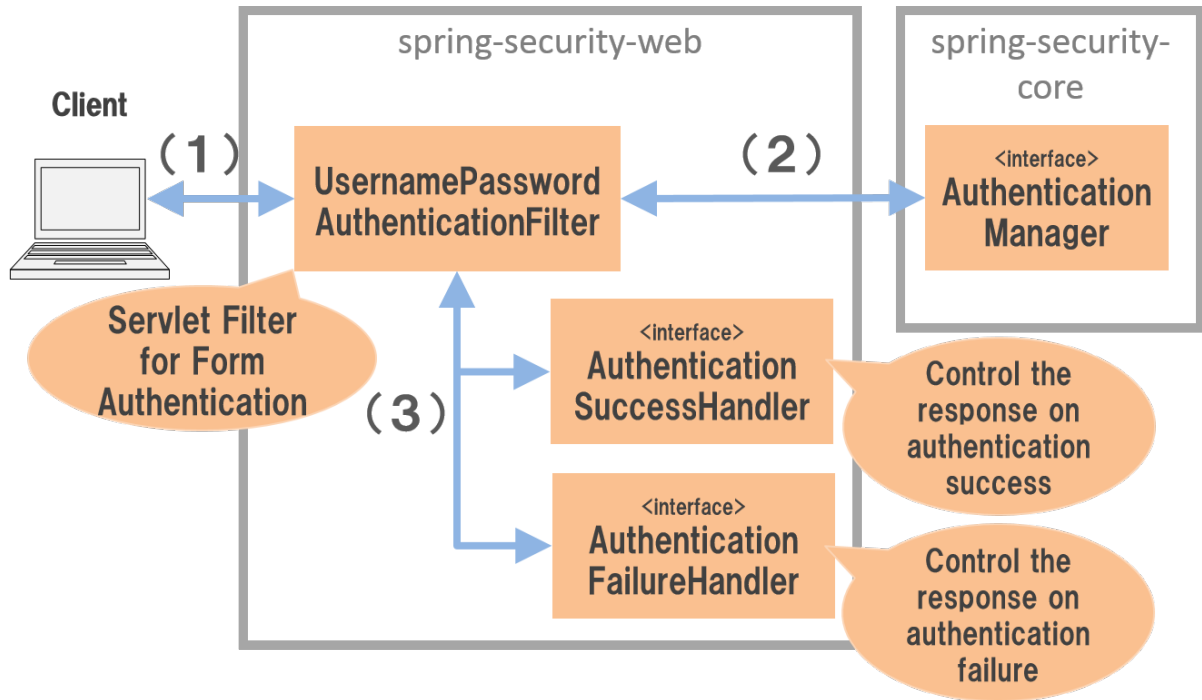 spring-security-web
spring-security-
core
Client
(1)
UsernamePassword
AuthenticationFilter
(2)
<interface>
Authentication
Manager
Servlet Filter
for Form
Authentication
(3)
<interface>
Authentication
SuccessHandler
Control the
response on
authentication
success
<interface>
Authentication
FailureHandler
Control the
response on
authentication
failure